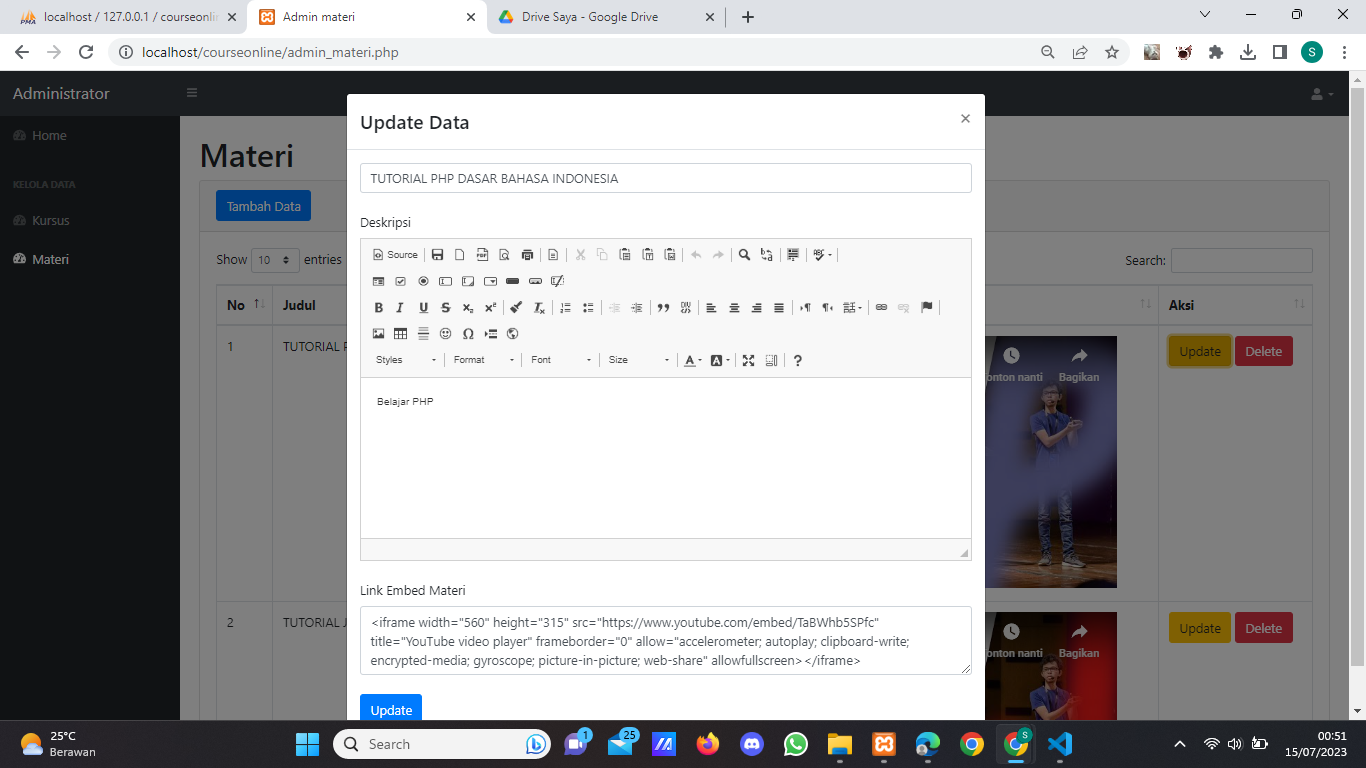 localhost / 127.0.0.1 / courseonlin
Admin materi
Drive Saya - Google Drive
localhost/courseonline/admin_materi.php
S
Administrator
Home
KELOLA DATA
Kursus
Materi
Materi
Tambah Data
Show 10 entries
Search:
No
Judul
Aksi
1
TUTORIAL P
onton nanti
Bagikan
Update
Delete
2
TUTORIAL J
onton nanti
Bagikan
Update
Delete
Update Data
×
TUTORIAL PHP DASAR BAHASA INDONESIA
Deskripsi
Source
Styles
Format
Font
Size
Belajar PHP
Link Embed Materi
<iframe width="560" height="315" src="https://www.youtube.com/embed/TaBWhb5SPfc"
title="YouTube video player" frameborder="0" allow="accelerometer; autoplay; clipboard-write;
encrypted-media; gyroscope; picture-in-picture; web-share" allowfullscreen></iframe>
Update
25°C
Berawan
Search
1
25
S
00:51
15/07/2023